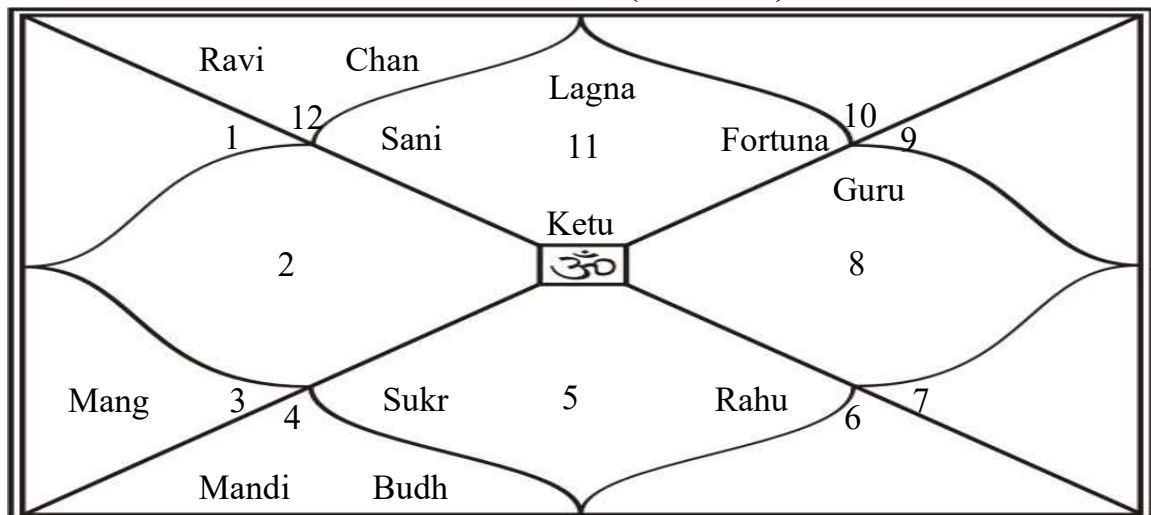 Ravi Chan
Lagna
12 10
1 Sani 11 Fortuna 9
Guru
Ketu
2 ॐ 8
Mang 3 Sukr 5 Rahu 7
4 6
Mandi Budh